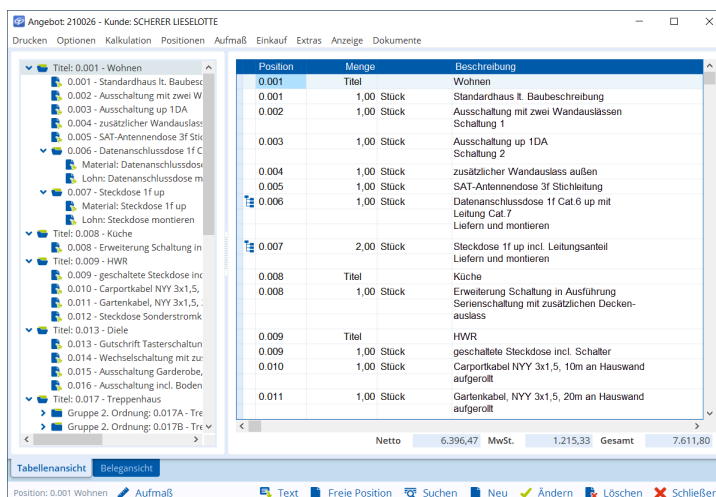 Angebot: 210026 - Kunde: SCHERER LIESELOTTE
Drucken Optionen Kalkulation Positionen Aufmaß Einkauf Extras Anzeige Dokumente
Titel: 0.001 - Wohnen
0.001 - Standardhaus lt. Baubesc
0.002 - Ausschaltung mit zwei W
0.003 - Ausschaltung up 1DA
0.004 - zusätzlicher Wandauslass
0.005 - SAT-Antennendose 3f Stic
0.006 - Datenanschlussdose 1f C
Material: Datenanschlussdose
Lohn: Datenanschlussdose m
0.007 - Steckdose 1f up
Material: Steckdose 1f up
Lohn: Steckdose montieren
Titel: 0.008 - Küche
0.008 - Erweiterung Schaltung in
Titel: 0.009 - HWR
0.009 - geschaltete Steckdose inc
0.010 - Carportkabel NYY 3x1,5,
0.011 - Gartenkabel, NYY 3x1,5,
0.012 - Steckdose Sonderstromk
Titel: 0.013 - Diele
0.013 - Gutschrift Tasterschaltun
0.014 - Wechselschaltung mit zu
0.015 - Ausschaltung Garderobe,
0.016 - Ausschaltung incl. Boden
Titel: 0.017 - Treppenhaus
Gruppe 2. Ordnung: 0.017A - Tre
Gruppe 2. Ordnung: 0.017B - Tre
Position Menge Beschreibung
0.001 Titel Wohnen
0.001 1,00 Stück Standardhaus lt. Baubeschreibung
0.002 1,00 Stück Ausschaltung mit zwei Wandauslässen
Schaltung 1
0.003 1,00 Stück Ausschaltung up 1DA
Schaltung 2
0.004 1,00 Stück zusätzlicher Wandauslass außen
0.005 1,00 Stück SAT-Antennendose 3f Stichleitung
0.006 1,00 Stück Datenanschlussdose 1f Cat.6 up mit
Leitung Cat.7
Liefern und montieren
0.007 2,00 Stück Steckdose 1f up incl. Leitungsanteil
Liefern und montieren
0.008 Titel Küche
0.008 1,00 Stück Erweiterung Schaltung in Ausführung
Serienschaltung mit zusätzlichen Decken-
auslass
0.009 Titel HWR
0.009 1,00 Stück geschaltete Steckdose incl. Schalter
0.010 1,00 Stück Carportkabel NYY 3x1,5, 10m an Hauswand
aufgerollt
0.011 1,00 Stück Gartenkabel, NYY 3x1,5, 20m an Hauswand
aufgerollt
Netto 6.396,47 MwSt. 1.215,33 Gesamt 7.611,80
Tabellenansicht Belegansicht
Position: 0.001 Wohnen Aufmaß Text Freie Position Suchen Neu Ändern Löschen Schließen